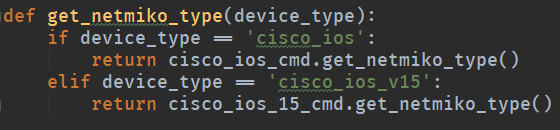 def get_netmiko_type(device_type):
    if device_type == 'cisco_ios':
        return cisco_ios_cmd.get_netmiko_type()
    elif device_type == 'cisco_ios_v15':
        return cisco_ios_15_cmd.get_netmiko_type()